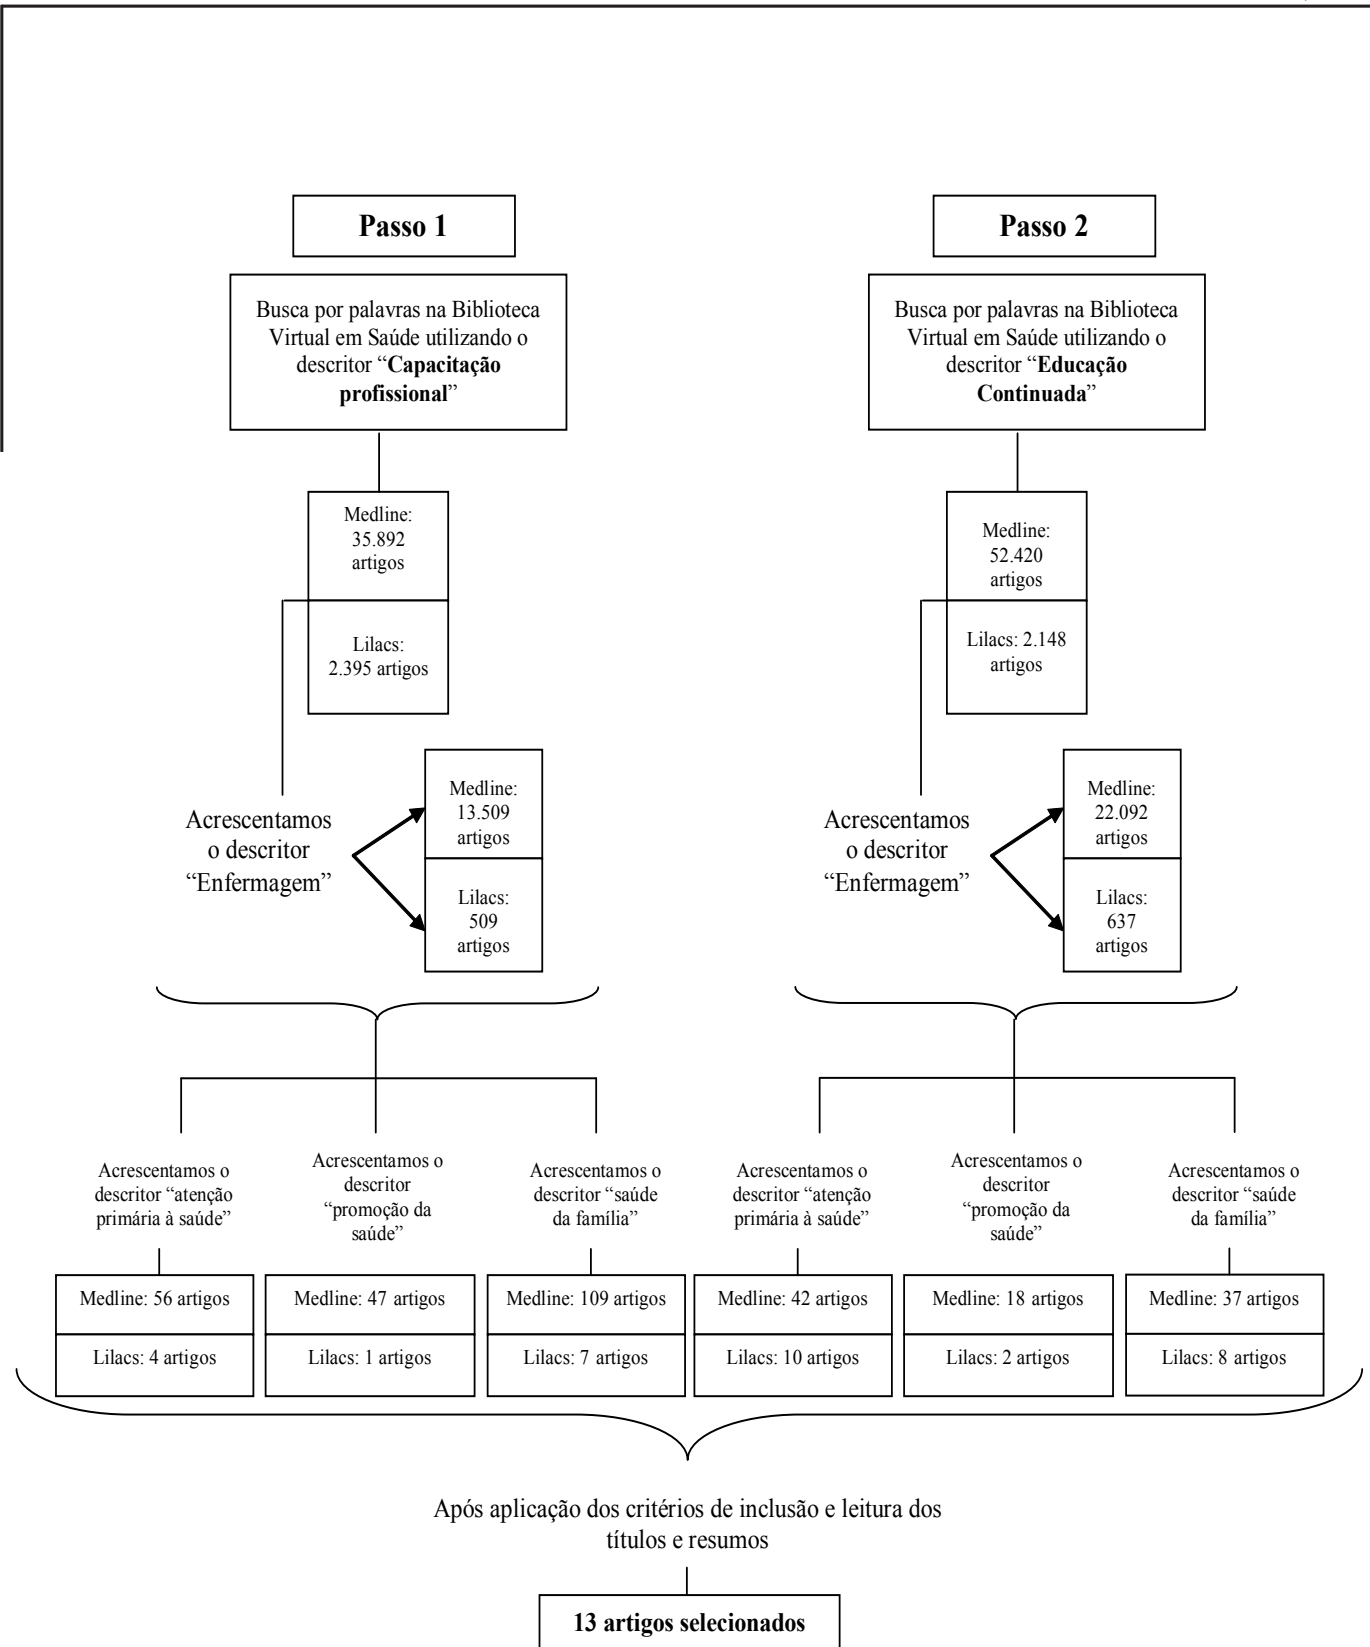 Passo 1
Busca por palavras na Biblioteca
Virtual em Saúde utilizando o
descritor “Capacitação
profissional”
Medline:
35.892
artigos
Lilacs:
2.395 artigos
Acrescentamos
o descritor
“Enfermagem”
Medline:
13.509
artigos
Lilacs:
509
artigos
Acrescentamos o
descritor “atenção
primária à saúde”
Medline: 56 artigos
Lilacs: 4 artigos
Acrescentamos o
descritor
“promoção da
saúde”
Medline: 47 artigos
Lilacs: 1 artigos
Acrescentamos o
descritor “saúde
da família”
Medline: 109 artigos
Lilacs: 7 artigos
Passo 2
Busca por palavras na Biblioteca
Virtual em Saúde utilizando o
descritor “Educação
Continuada”
Medline:
52.420
artigos
Lilacs: 2.148
artigos
Acrescentamos
o descritor
“Enfermagem”
Medline:
22.092
artigos
Lilacs:
637
artigos
Acrescentamos o
descritor “atenção
primária à saúde”
Medline: 42 artigos
Lilacs: 10 artigos
Acrescentamos o
descritor
“promoção da
saúde”
Medline: 18 artigos
Lilacs: 2 artigos
Acrescentamos o
descritor “saúde
da família”
Medline: 37 artigos
Lilacs: 8 artigos
Após aplicação dos critérios de inclusão e leitura dos
títulos e resumos
13 artigos selecionados